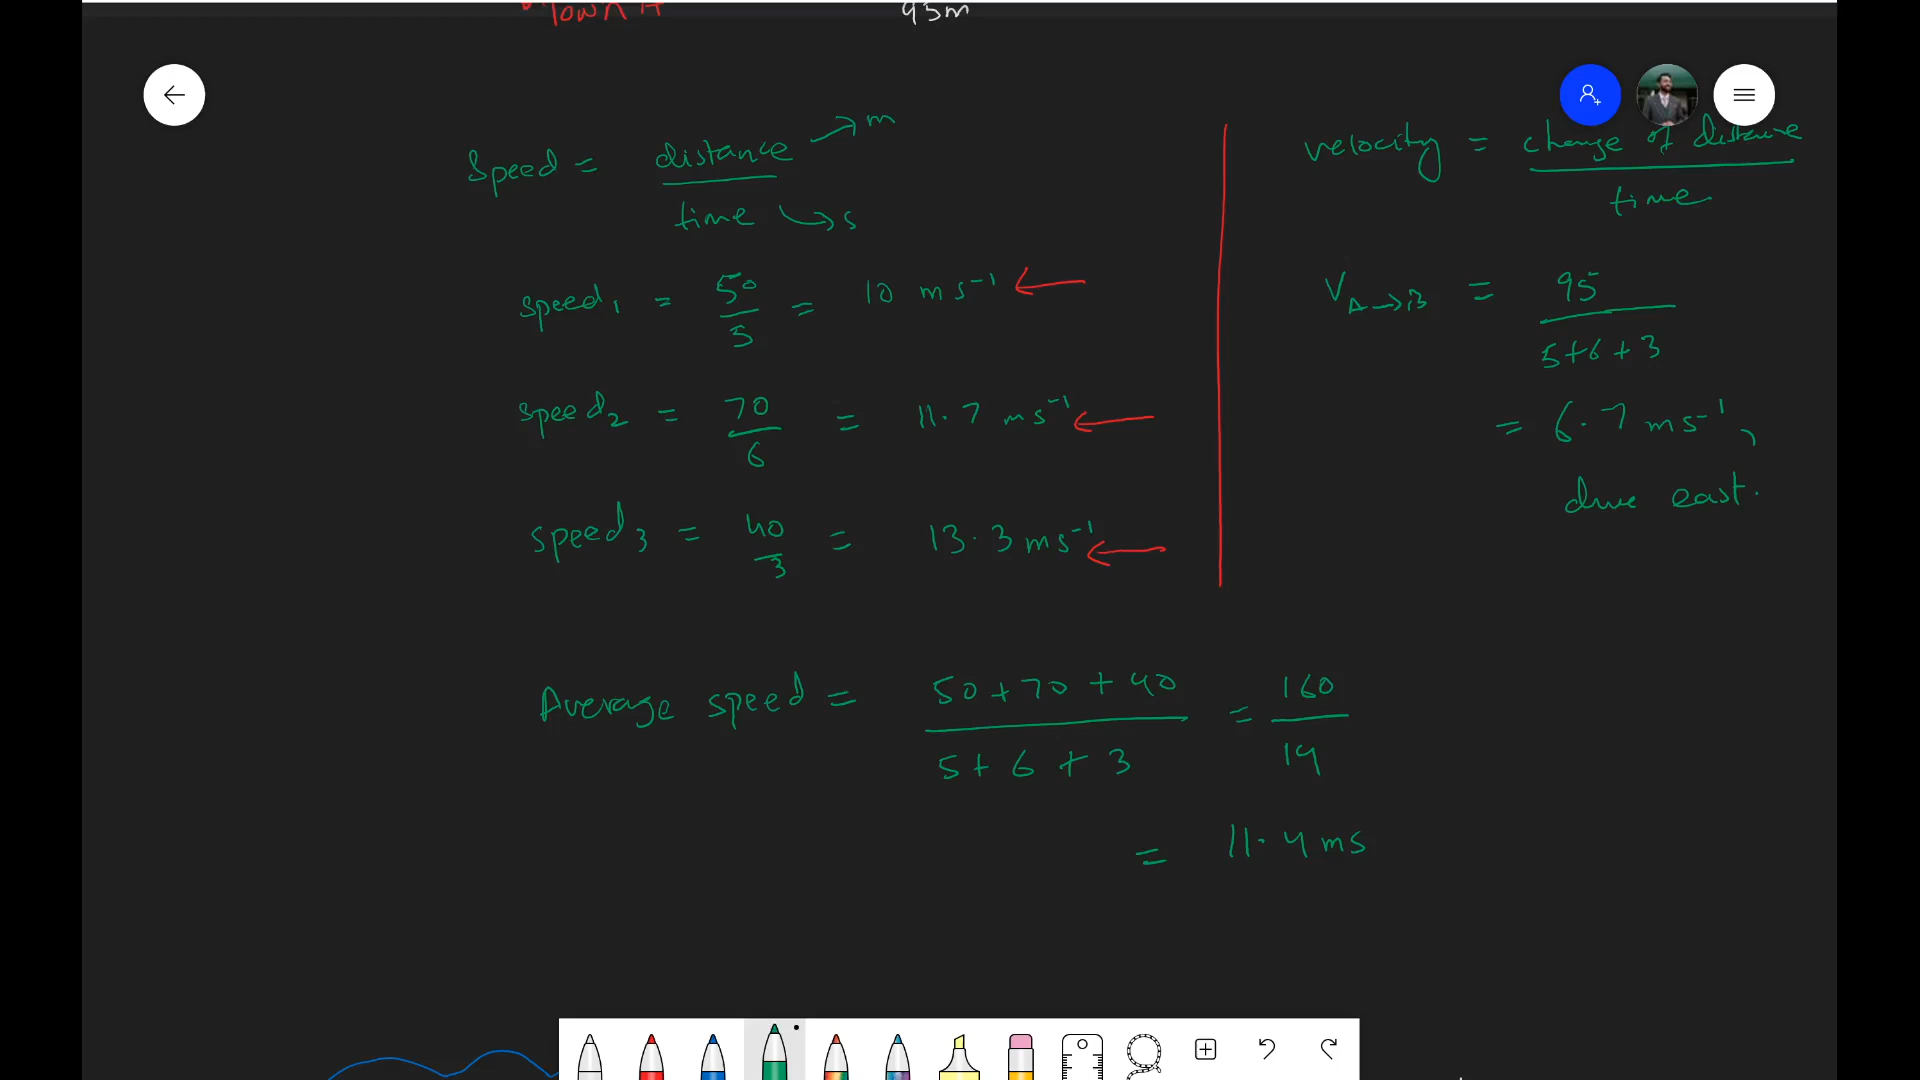 Town A 95m
Speed = distance → m
time → s
speed1 = 50
5 = 10 ms⁻¹
speed2 = 70
6 = 11.7 ms⁻¹
speed3 = 40
3 = 13.3 ms⁻¹
velocity = change of distance
time
V A→B = 95
5+6+3
= 6.7 ms⁻¹,
due east.
Average speed = 50+70+40
5+6+3 = 160
14
= 11.4 ms